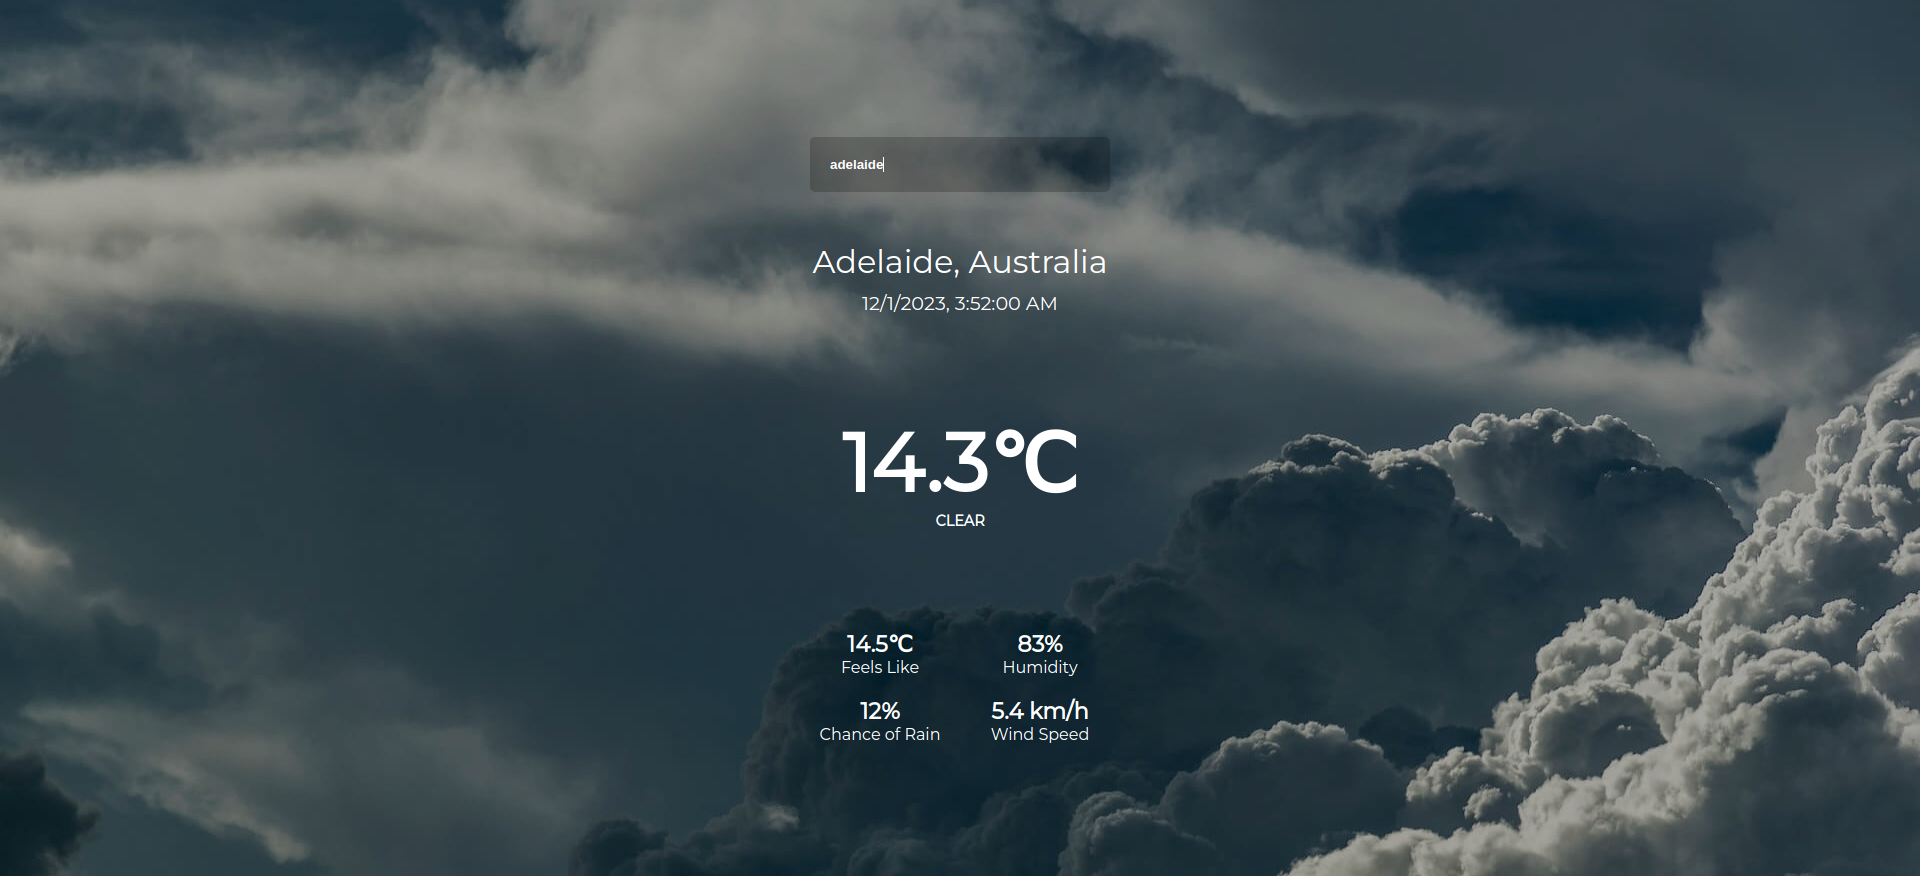 adelaide
Adelaide, Australia
12/1/2023, 3:52:00 AM
14.3℃
CLEAR
14.5℃ 83%
Feels Like Humidity
12% 5.4 km/h
Chance of Rain Wind Speed